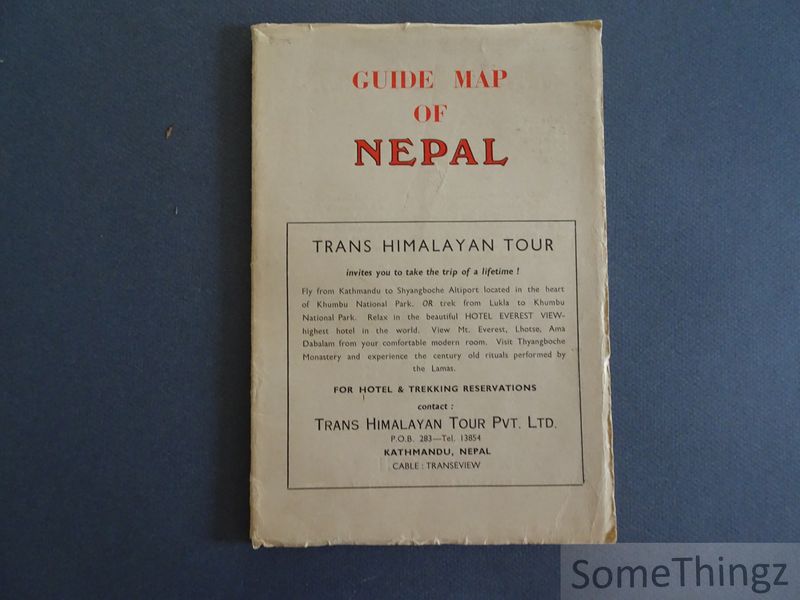 GUIDE MAP
OF
NEPAL
TRANS HIMALAYAN TOUR
invites you to take the trip of a lifetime !
Fly from Kathmandu to Shyangboche Altiport located in the heart
of Khumbu National Park. OR trek from Lukla to Khumbu
National Park. Relax in the beautiful HOTEL EVEREST VIEW-
highest hotel in the world. View Mt. Everest, Lhotse, Ama
Dabalam from your comfortable modern room. Visit Thyangboche
Monastery and experience the century old rituals performed by
the Lamas.
FOR HOTEL & TREKKING RESERVATIONS
contact :
TRANS HIMALAYAN TOUR PVT. LTD.
P.O.B. 283—Tel. 13854
KATHMANDU, NEPAL
CABLE : TRANSEVIEW
SomeThingz